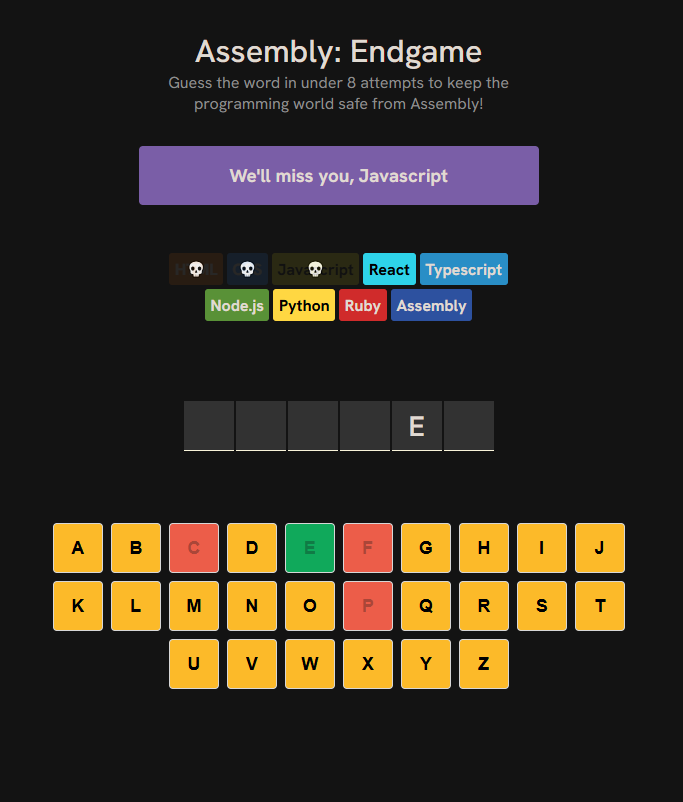 Assembly: Endgame
Guess the word in under 8 attempts to keep the
programming world safe from Assembly!
We'll miss you, Javascript
React Typescript
Node.js Python Ruby Assembly
E
A B C D E F G H I J
K L M N O P Q R S T
U V W X Y Z